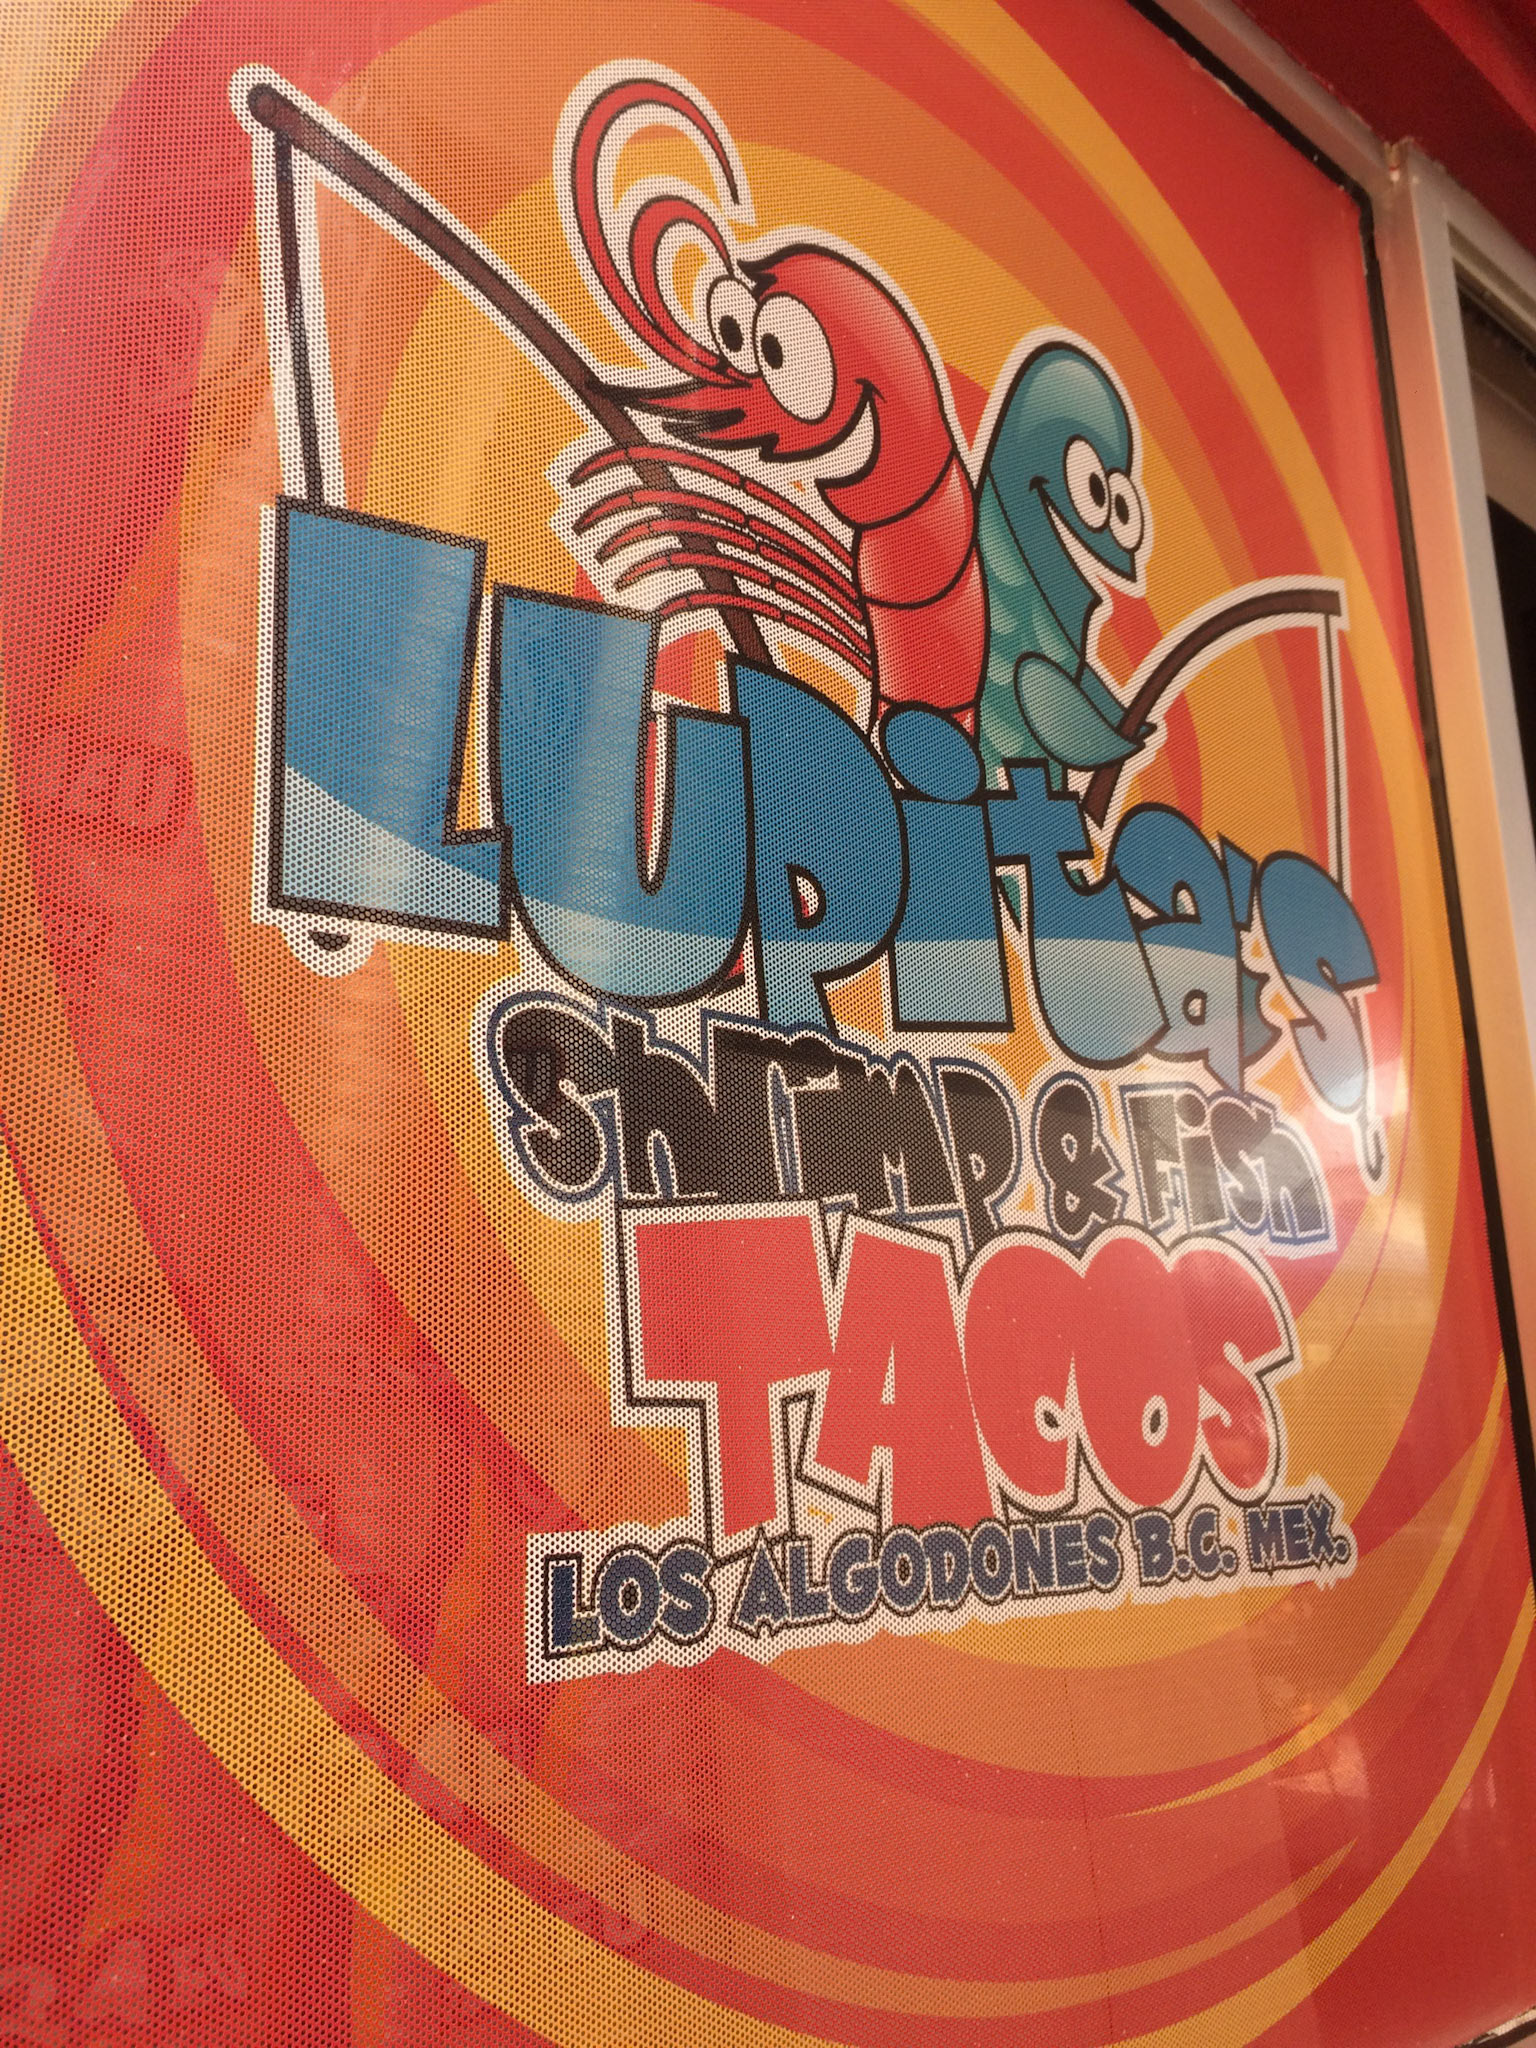 Lupita's
Shrimp & Fish
TACOS
LOS ALGODONES B.C. MEX.